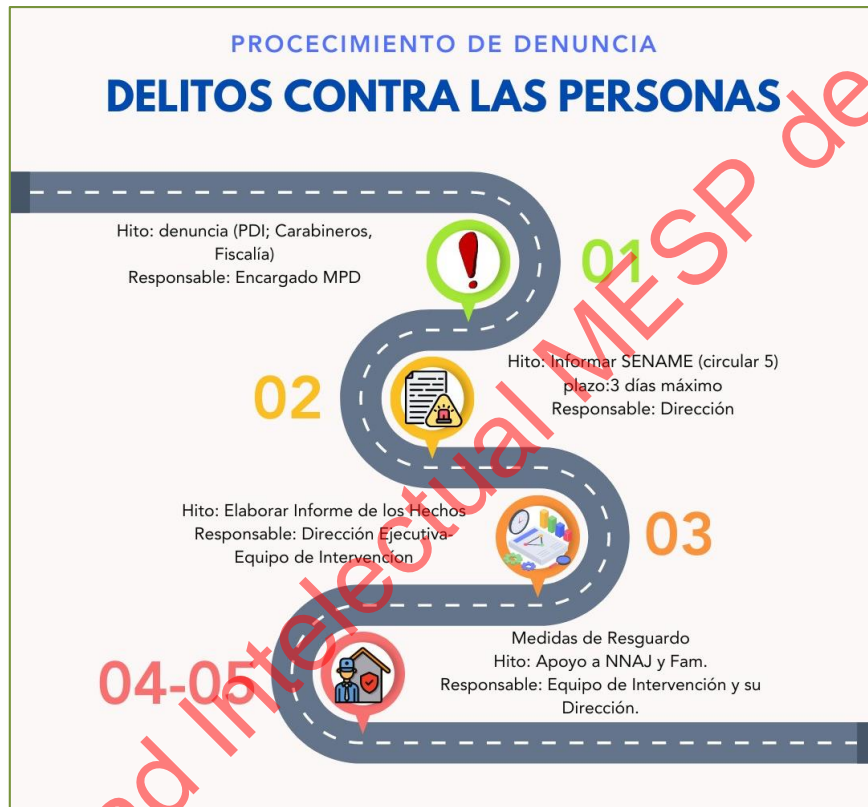 PROCECIMIENTO DE DENUNCIA
DELITOS CONTRA LAS PERSONAS
Hito: denuncia (PDI; Carabineros,
Fiscalía)
Responsable: Encargado MPD
01
02
Hito: Informar SENAME (circular 5)
plazo:3 días máximo
Responsable: Dirección
Hito: Elaborar Informe de los Hechos
Responsable: Dirección Ejecutiva-
Equipo de Intervencíon
03
04-05
Medidas de Resguardo
Hito: Apoyo a NNAJ y Fam.
Responsable: Equipo de Intervención y su
Dirección.
ad Intelectual MESP de